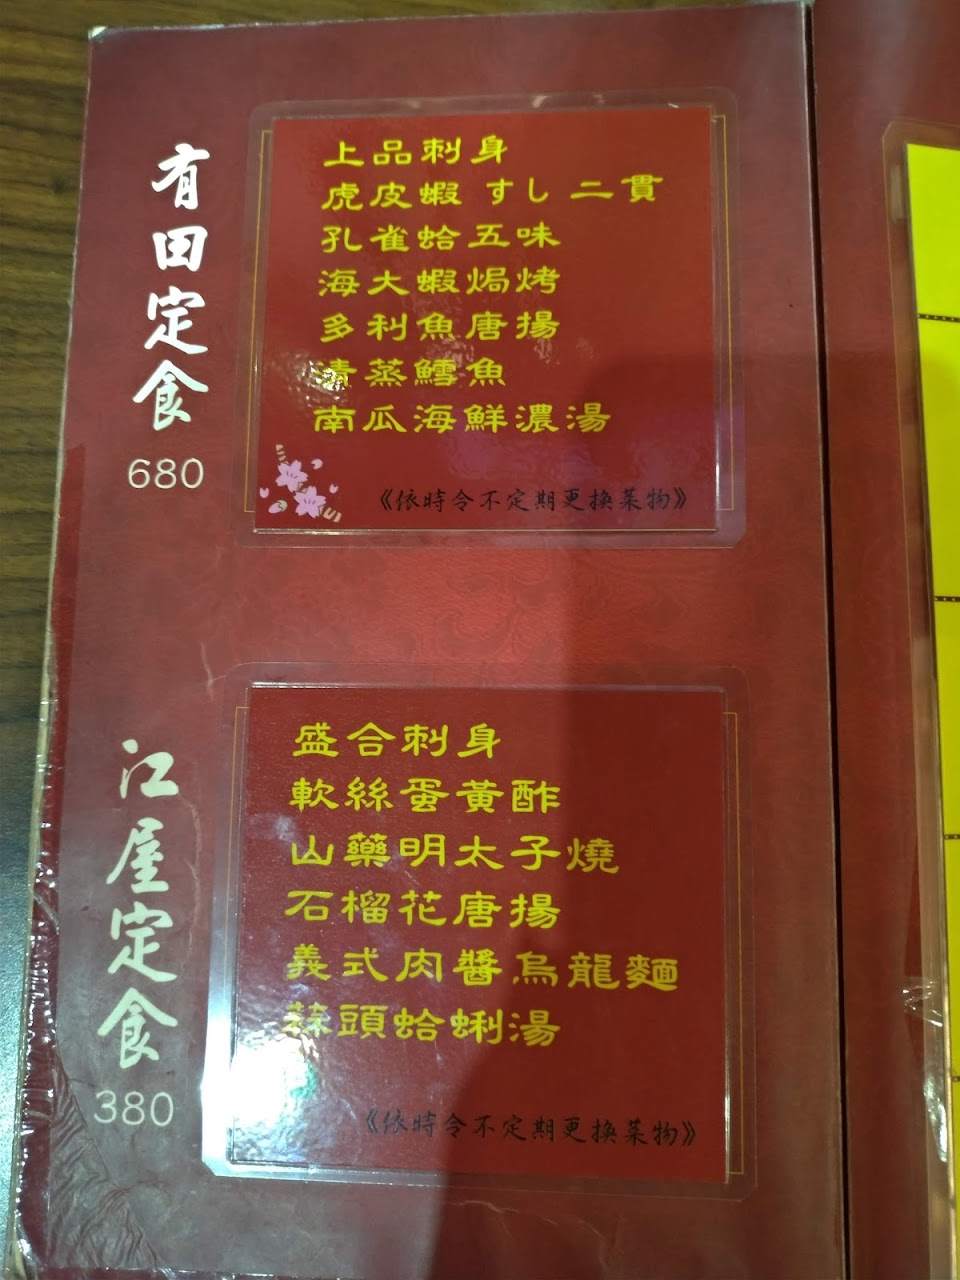 有田定食
680
上品刺身
虎皮蝦 すし 二貫
孔雀蛤五味
海大蝦焗烤
多利魚唐揚
清蒸鱈魚
南瓜海鮮濃湯
《依時令不定期更換菜物》
江屋定食
380
盛合刺身
軟絲蛋黃酢
山藥明太子燒
石榴花唐揚
義式肉醬烏龍麵
蒜頭蛤蜊湯
《依時令不定期更換菜物》